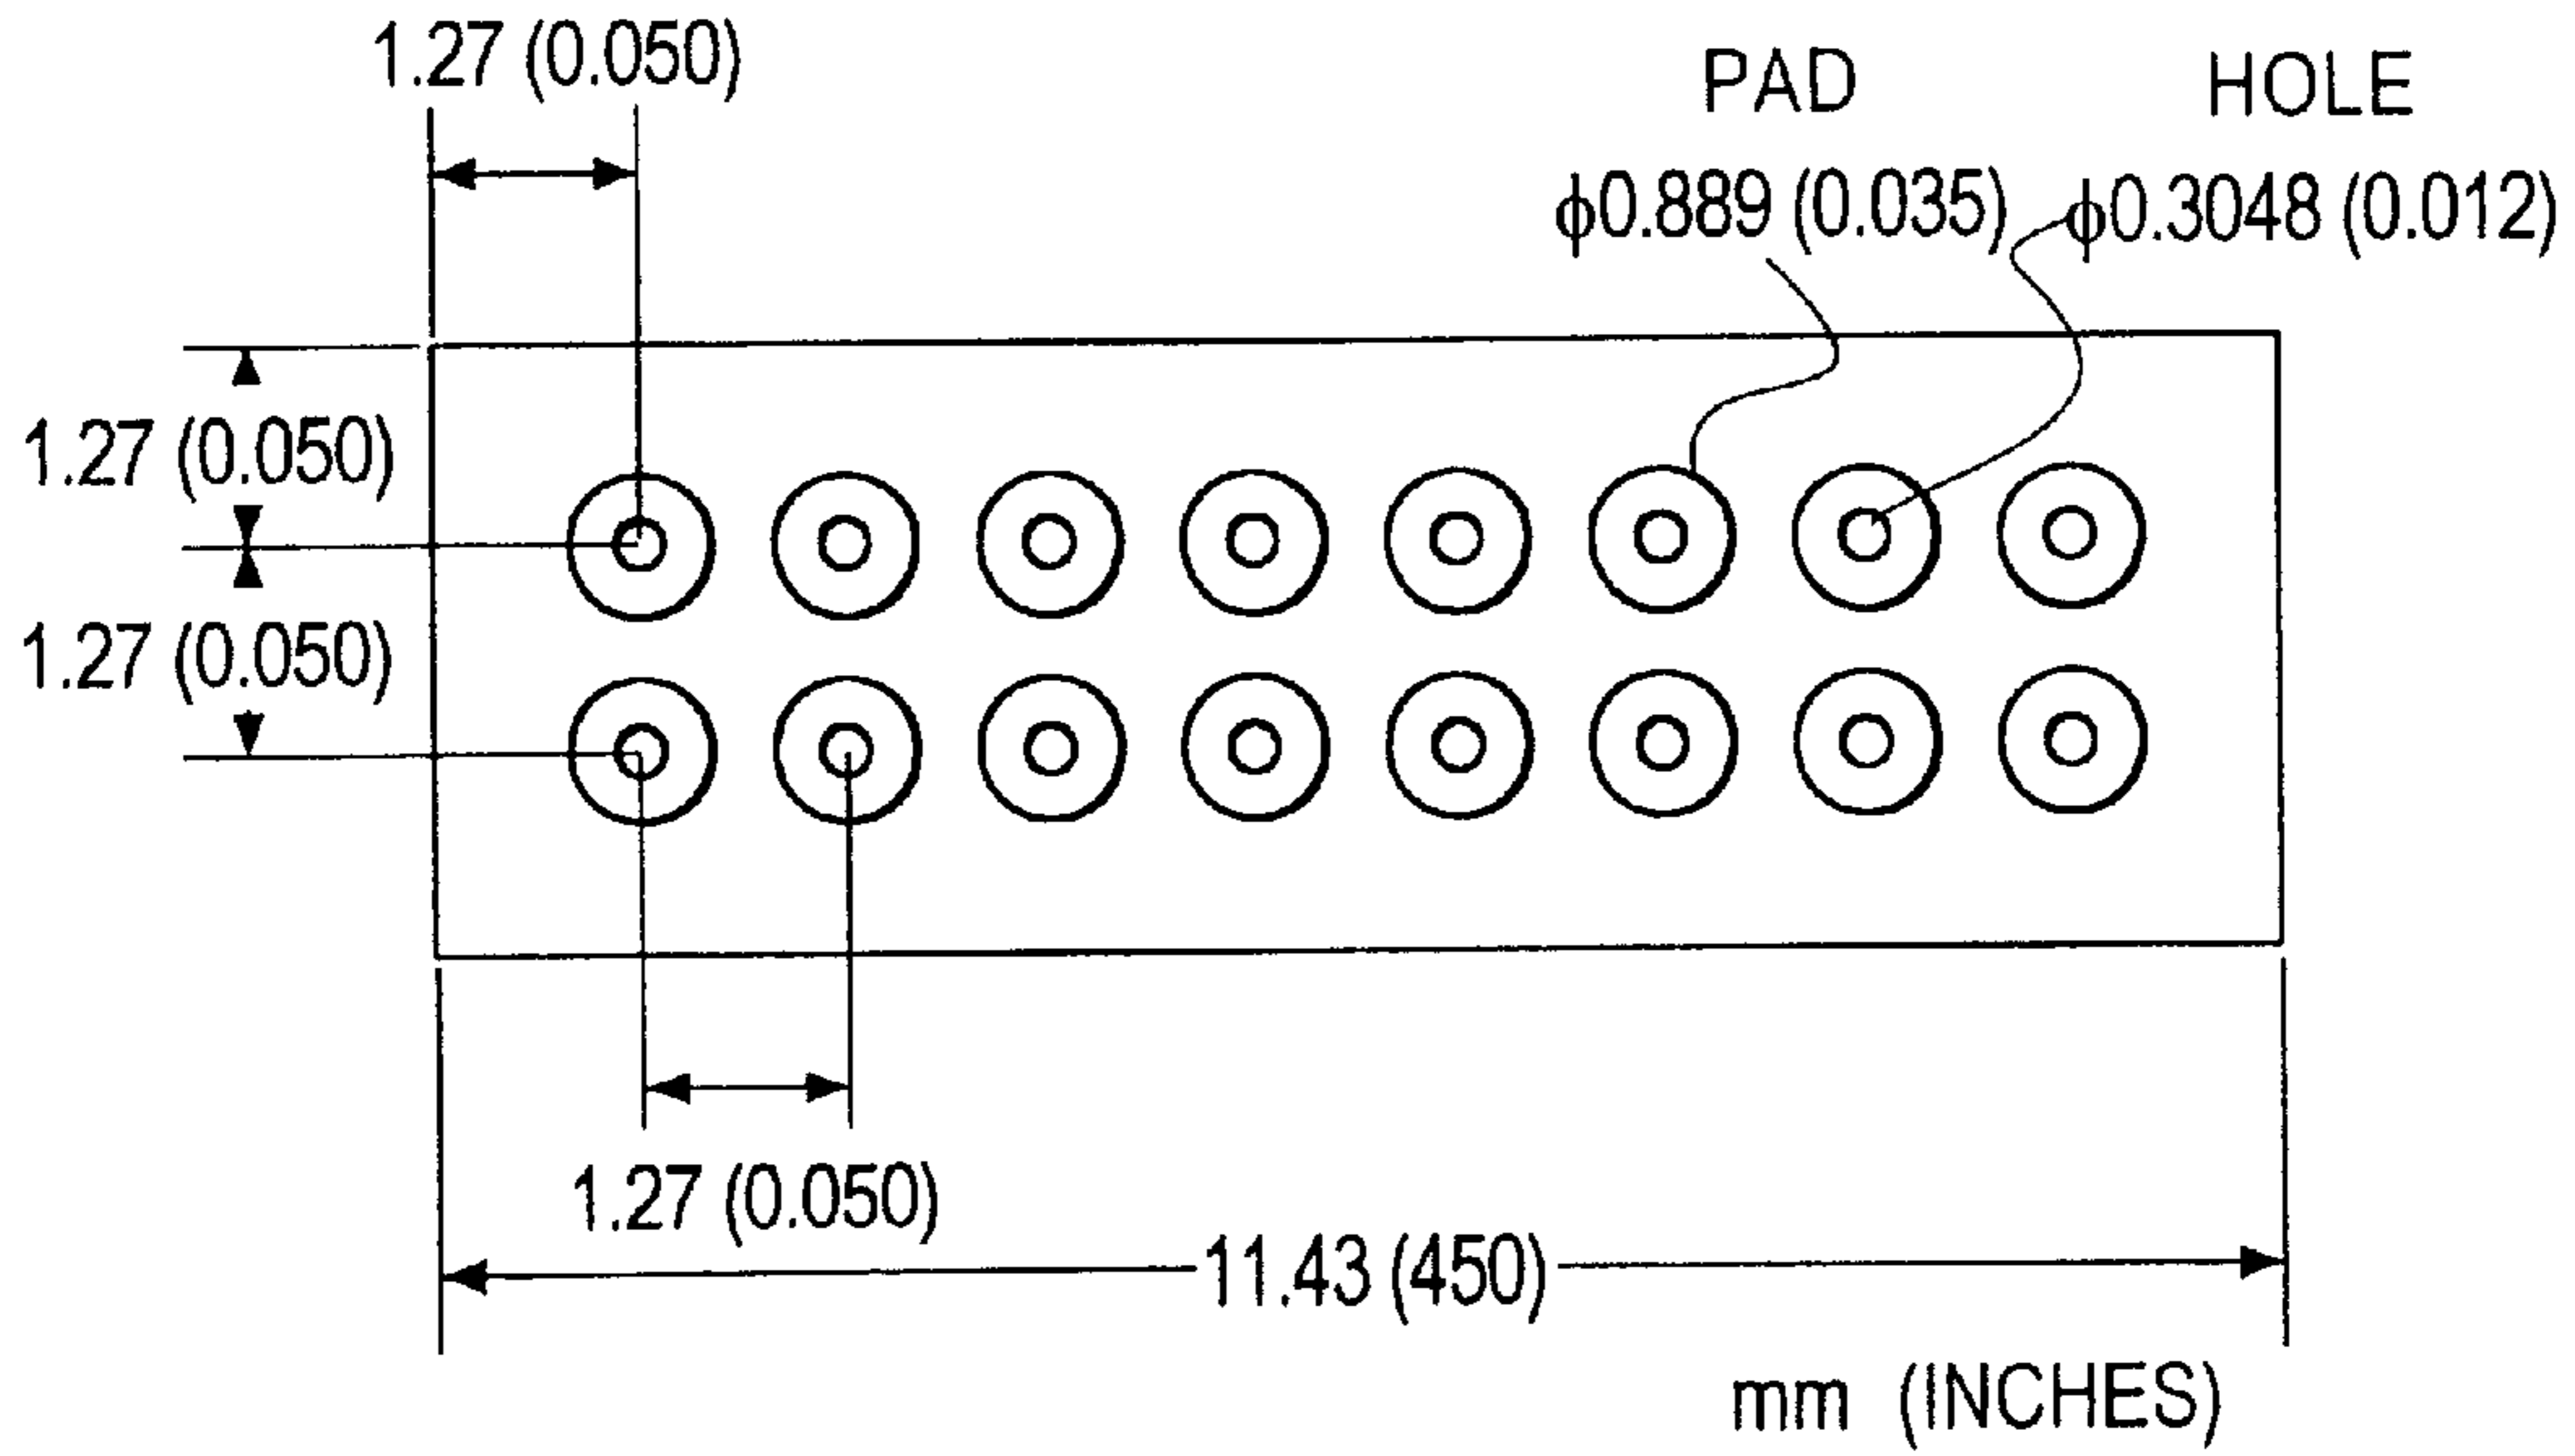 1.27 (0.050)
PAD HOLE
ϕ0.889 (0.035) ϕ0.3048 (0.012)
1.27 (0.050)
1.27 (0.050)
1.27 (0.050)
11.43 (450)
mm (INCHES)